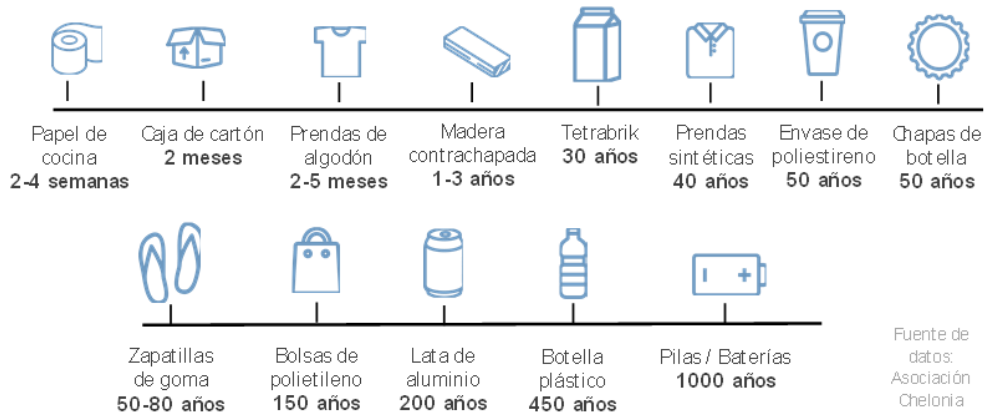 Papel de
cocina
2-4 semanas
Caja de cartón
2 meses
Prendas de
algodón
2-5 meses
Madera
contrachapada
1-3 años
Tetrabrik
30 años
Prendas
sintéticas
40 años
Envase de
poliestireno
50 años
Chapas de
botella
50 años
Zapatillas
de goma
50-80 años
Bolsas de
polietileno
150 años
Lata de
aluminio
200 años
Botella
plástico
450 años
Pilas / Baterías
1000 años
Fuente de
datos:
Asociación
Chelonia